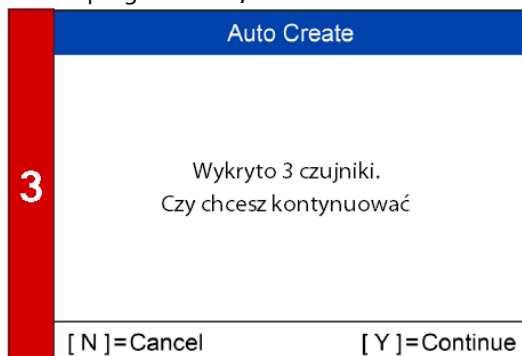 Auto Create
3
Wykryto 3 czujniki.
Czy chcesz kontynuować
[ N ]=Cancel [ Y ]=Continue